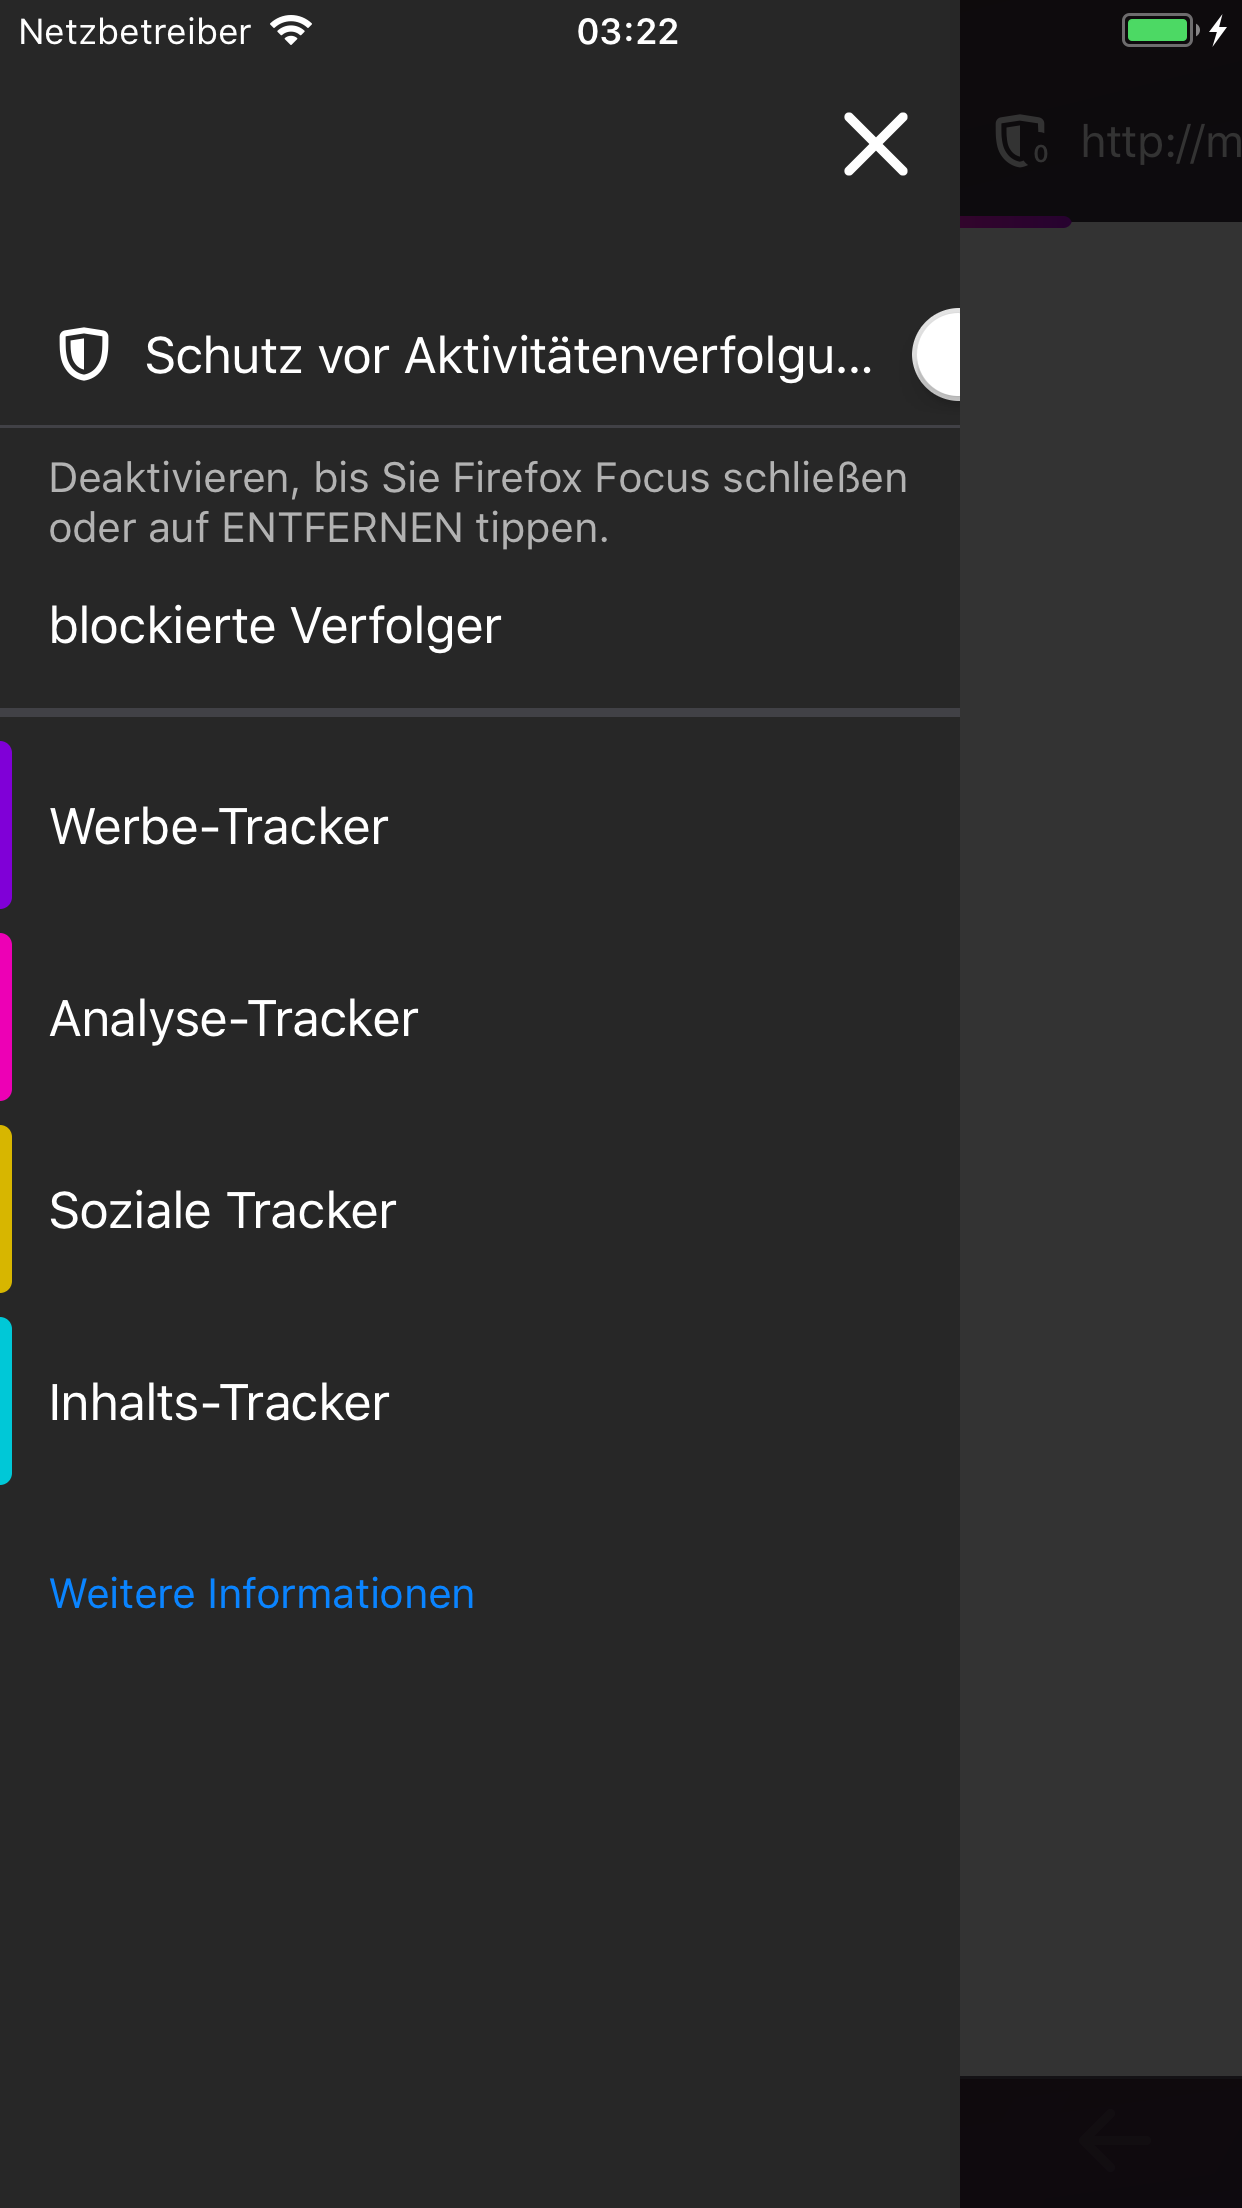 Netzbetreiber 03:22
0 http://m
Schutz vor Aktivitätenverfolgu...
Deaktivieren, bis Sie Firefox Focus schließen
oder auf ENTFERNEN tippen.
blockierte Verfolger
Werbe-Tracker
Analyse-Tracker
Soziale Tracker
Inhalts-Tracker
Weitere Informationen